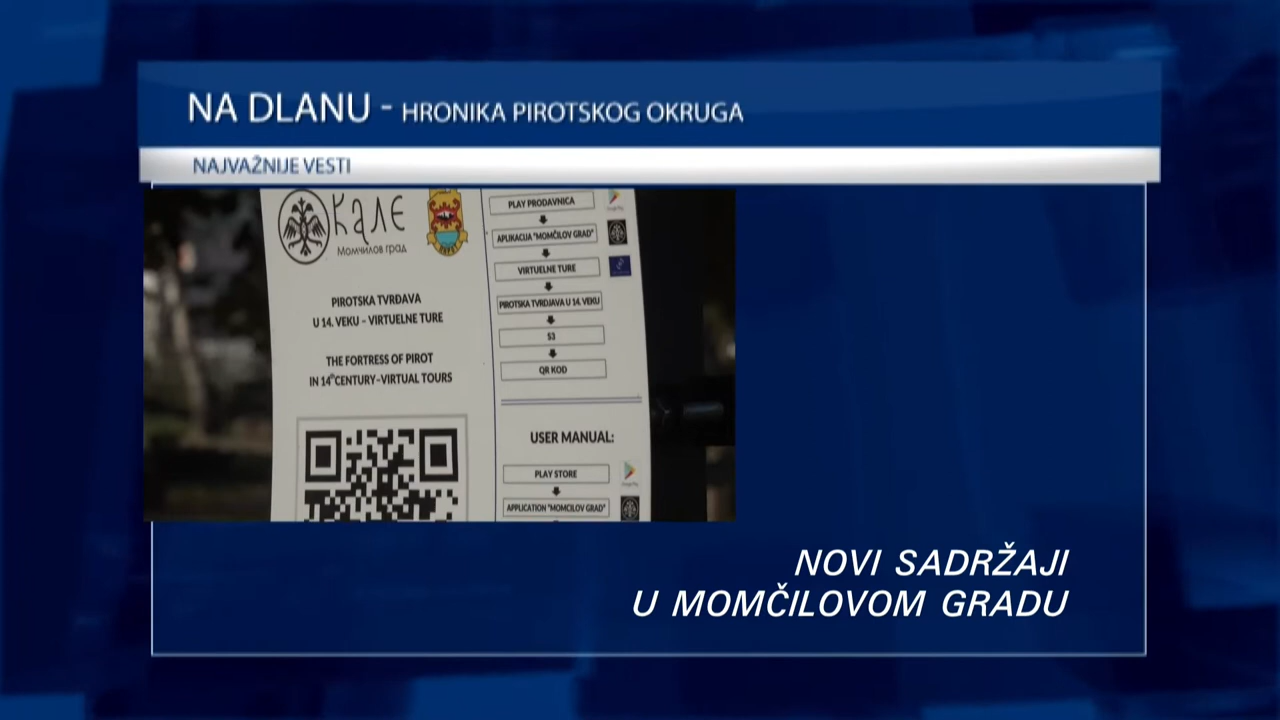 NA DLANU - HRONIKA PIROTSKOG OKRUGA
NAJVAŽNIJE VESTI
Кале
Момчилов град
PIROTSKA TVRĐAVA
U 14. VEKU – VIRTUELNE TURE
THE FORTRESS OF PIROT
IN 14th CENTURY–VIRTUAL TOURS
PLAY PRODAVNICA
APLIKACIJA "MOMČILOV GRAD"
VIRTUELNE TURE
PIROTSKA TVRDJAVA U 14. VEKU
S3
QR KOD
USER MANUAL:
PLAY STORE
APPLICATION "MOMCILOV GRAD"
NOVI SADRŽAJI
U MOMČILOVOM GRADU